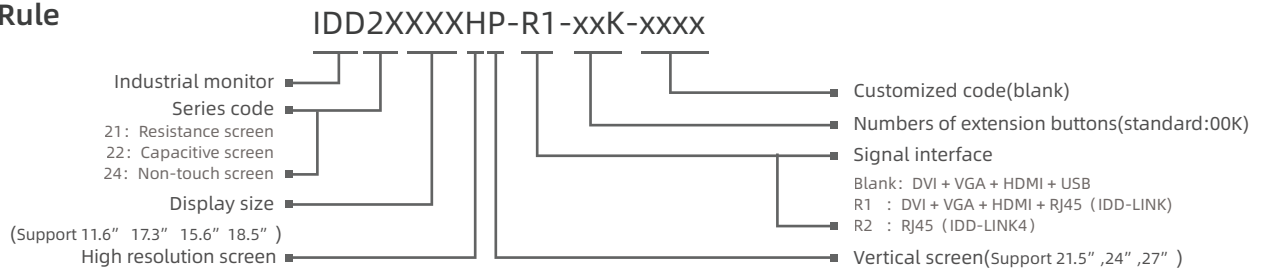 Rule
IDD2XXXXHP-R1-xxK-xxxx
Industrial monitor
Series code
21: Resistance screen
22: Capacitive screen
24: Non-touch screen
Display size
(Support 11.6" 17.3" 15.6" 18.5" )
High resolution screen
Customized code(blank)
Numbers of extension buttons(standard:00K)
Signal interface
Blank: DVI + VGA + HDMI + USB
R1 : DVI + VGA + HDMI + RJ45 (IDD-LINK)
R2 : RJ45 (IDD-LINK4)
Vertical screen(Support 21.5" ,24" ,27" )